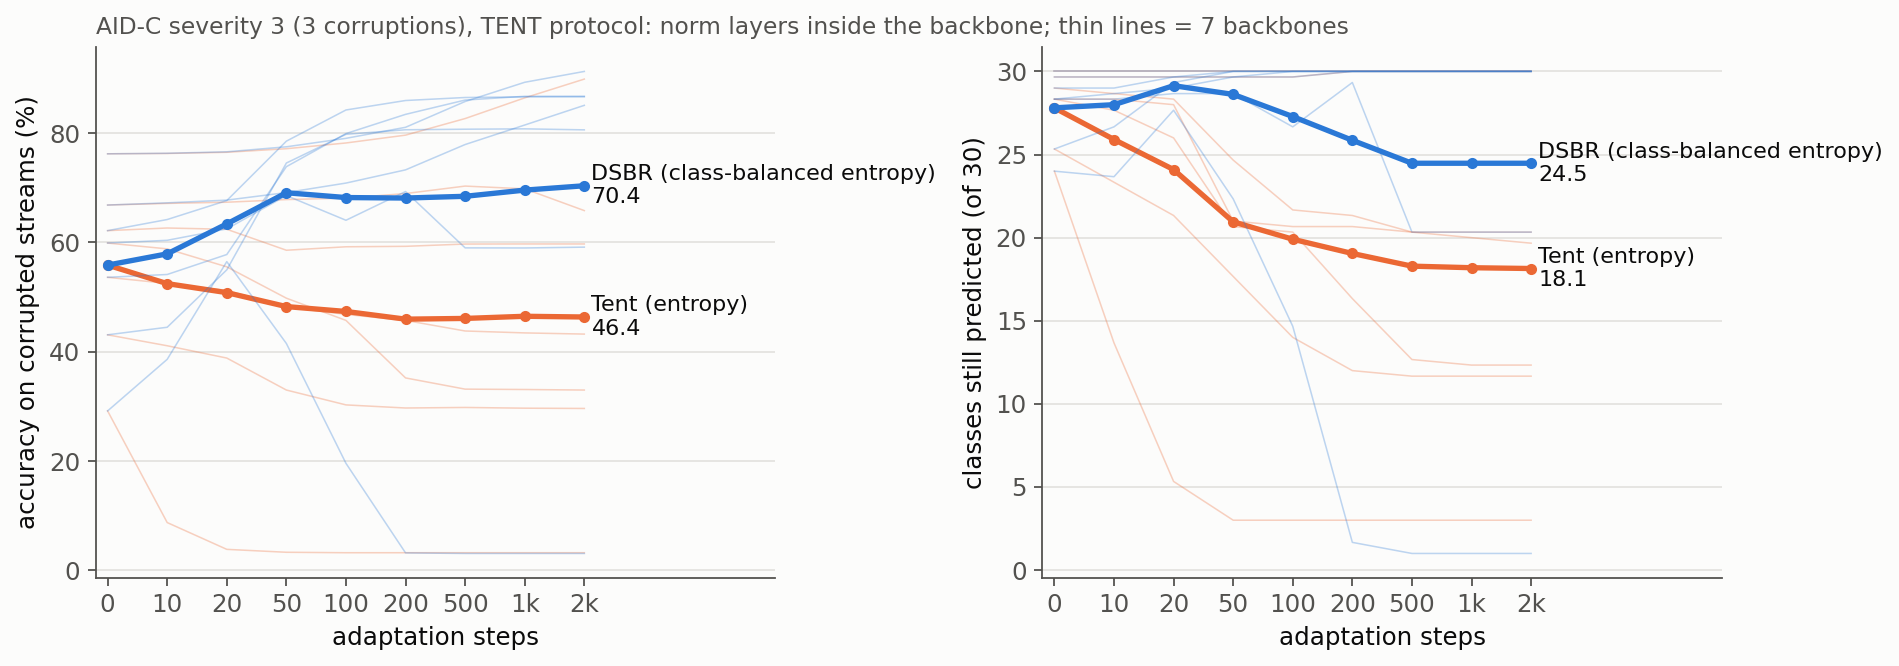 AID-C severity 3 (3 corruptions), TENT protocol: norm layers inside the backbone; thin lines = 7 backbones
accuracy on corrupted streams (%)
80
60
40
20
0
DSBR (class-balanced entropy)
70.4
Tent (entropy)
46.4
0 10 20 50 100 200 500 1k 2k
adaptation steps
classes still predicted (of 30)
30
25
20
15
10
5
0
DSBR (class-balanced entropy)
24.5
Tent (entropy)
18.1
0 10 20 50 100 200 500 1k 2k
adaptation steps